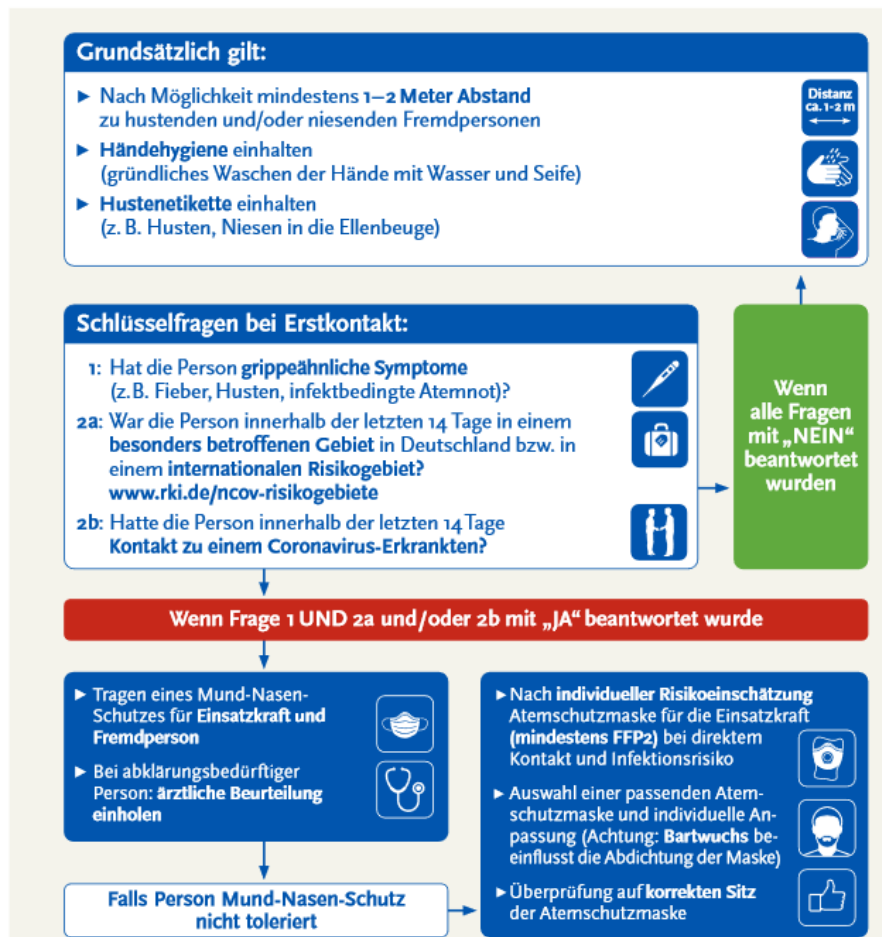 Grundsätzlich gilt:
► Nach Möglichkeit mindestens 1–2 Meter Abstand
zu hustenden und/oder niesenden Fremdpersonen
Distanz
ca. 1-2 m
► Händehygiene einhalten
(gründliches Waschen der Hände mit Wasser und Seife)
► Hustenetikette einhalten
(z. B. Husten, Niesen in die Ellenbeuge)
Schlüsselfragen bei Erstkontakt:
1: Hat die Person grippeähnliche Symptome
(z. B. Fieber, Husten, infektbedingte Atemnot)?
2a: War die Person innerhalb der letzten 14 Tage in einem
besonders betroffenen Gebiet in Deutschland bzw. in
einem internationalen Risikogebiet?
www.rki.de/ncov-risikogebiete
2b: Hatte die Person innerhalb der letzten 14 Tage
Kontakt zu einem Coronavirus-Erkrankten?
Wenn
alle Fragen
mit „NEIN“
beantwortet
wurden
Wenn Frage 1 UND 2a und/oder 2b mit „JA“ beantwortet wurde
► Tragen eines Mund-Nasen-
Schutzes für Einsatzkraft und
Fremdperson
► Bei abklärungsbedürftiger
Person: ärztliche Beurteilung
einholen
Falls Person Mund-Nasen-Schutz
nicht toleriert
► Nach individueller Risikoeinschätzung
Atemschutzmaske für die Einsatzkraft
(mindestens FFP2) bei direktem
Kontakt und Infektionsrisiko
► Auswahl einer passenden Atem-
schutzmaske und individuelle An-
passung (Achtung: Bartwuchs be-
einflusst die Abdichtung der Maske)
► Überprüfung auf korrekten Sitz
der Atemschutzmaske